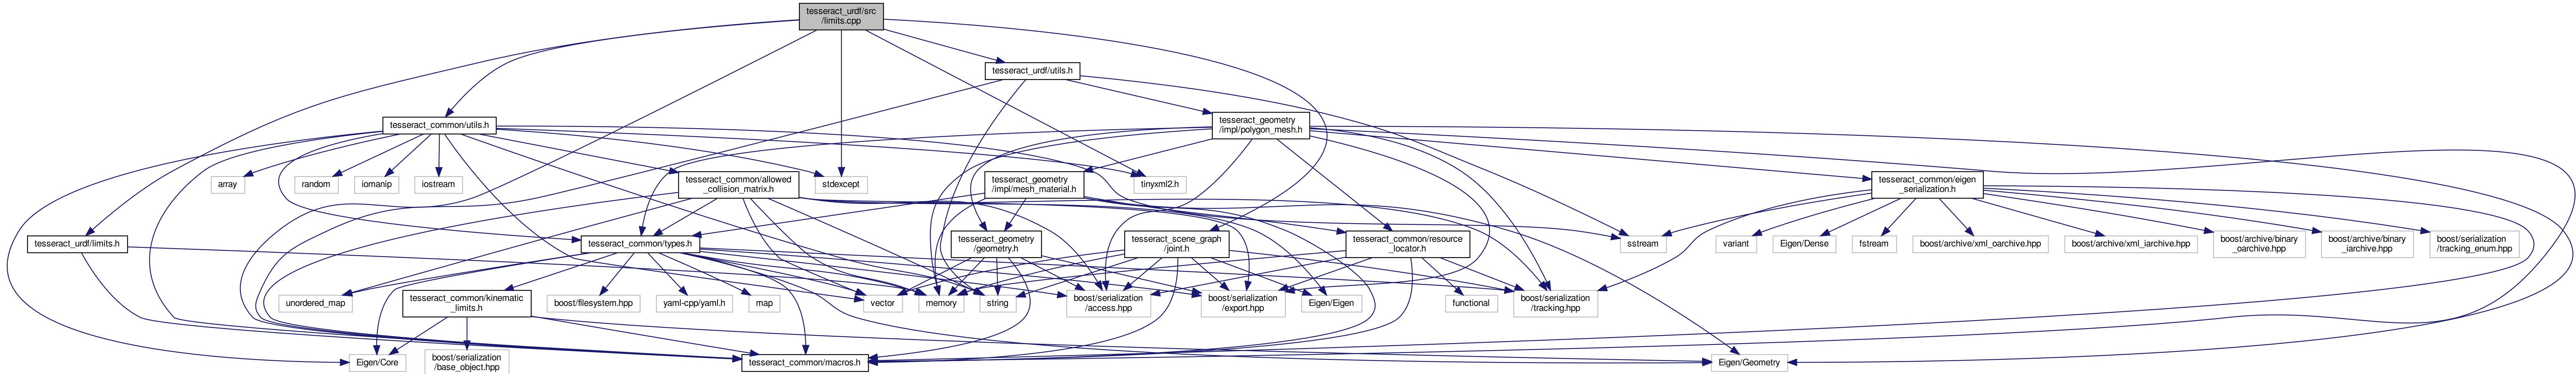 tesseract_urdf/src
/limits.cpp
tesseract_urdf/utils.h
tesseract_common/utils.h
tesseract_geometry
/impl/polygon_mesh.h
array
random
iomanip
iostream
tesseract_common/allowed
_collision_matrix.h
stdexcept
tesseract_geometry
/impl/mesh_material.h
tinyxml2.h
tesseract_common/eigen
_serialization.h
tesseract_urdf/limits.h
tesseract_common/types.h
tesseract_geometry
/geometry.h
tesseract_scene_graph
/joint.h
tesseract_common/resource
_locator.h
sstream
variant
Eigen/Dense
fstream
boost/archive/xml_oarchive.hpp
boost/archive/xml_iarchive.hpp
boost/archive/binary
_oarchive.hpp
boost/archive/binary
_iarchive.hpp
boost/serialization
/tracking_enum.hpp
unordered_map
tesseract_common/kinematic
_limits.h
boost/filesystem.hpp
yaml-cpp/yaml.h
map
vector
memory
string
boost/serialization
/access.hpp
boost/serialization
/export.hpp
Eigen/Eigen
functional
boost/serialization
/tracking.hpp
Eigen/Core
boost/serialization
/base_object.hpp
tesseract_common/macros.h
Eigen/Geometry